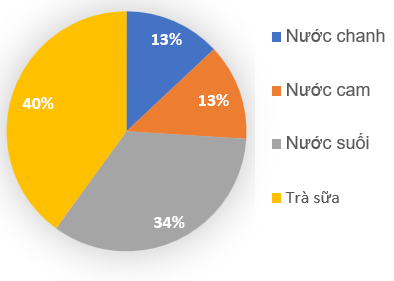 13%
13%
34%
40%
Nước chanh
Nước cam
Nước suối
Trà sữa